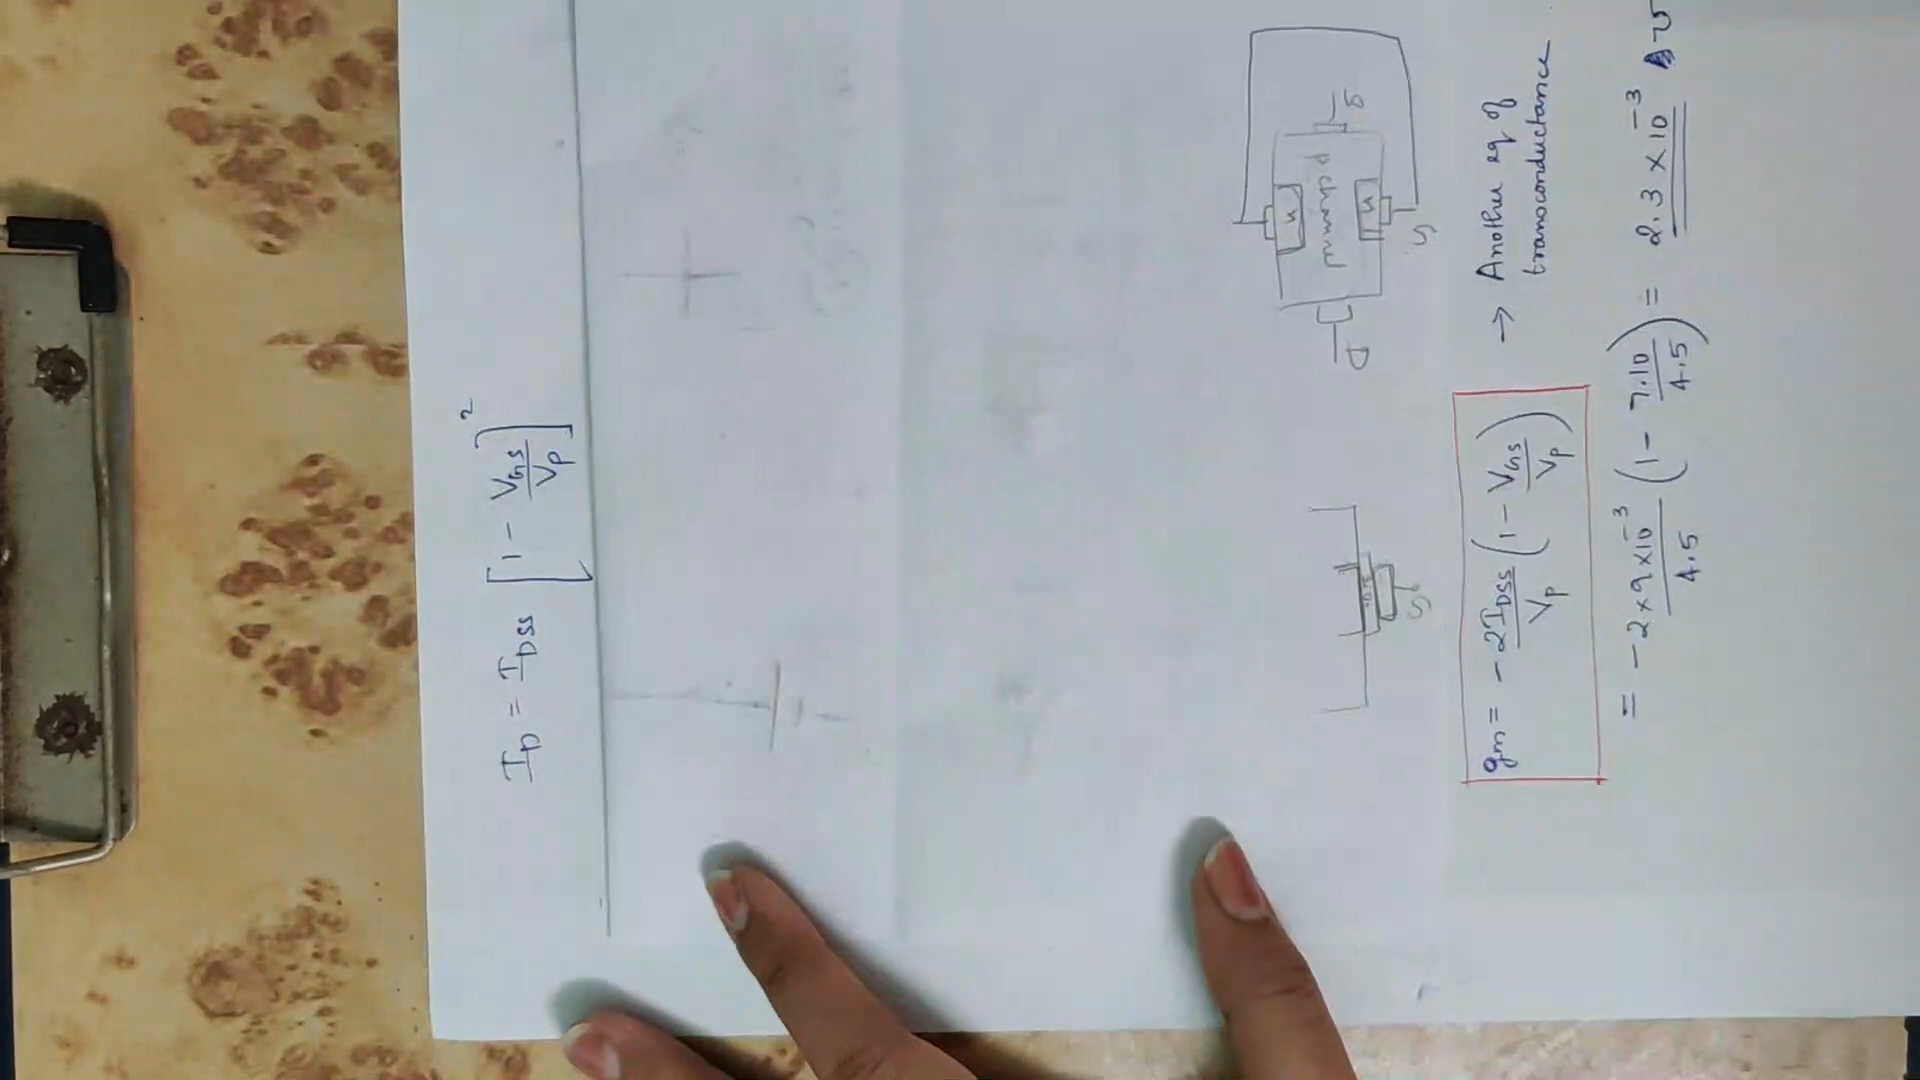 I_D = I_DSS [1 - V_GS/V_P]²
n
p channel
n
S
D
G
G
gm = -2I_DSS/V_P (1 - V_GS/V_P) → Another eq of
transconductance
= -2×9×10⁻³/4.5 (1 - 7.10/4.5) = 2.3×10⁻³